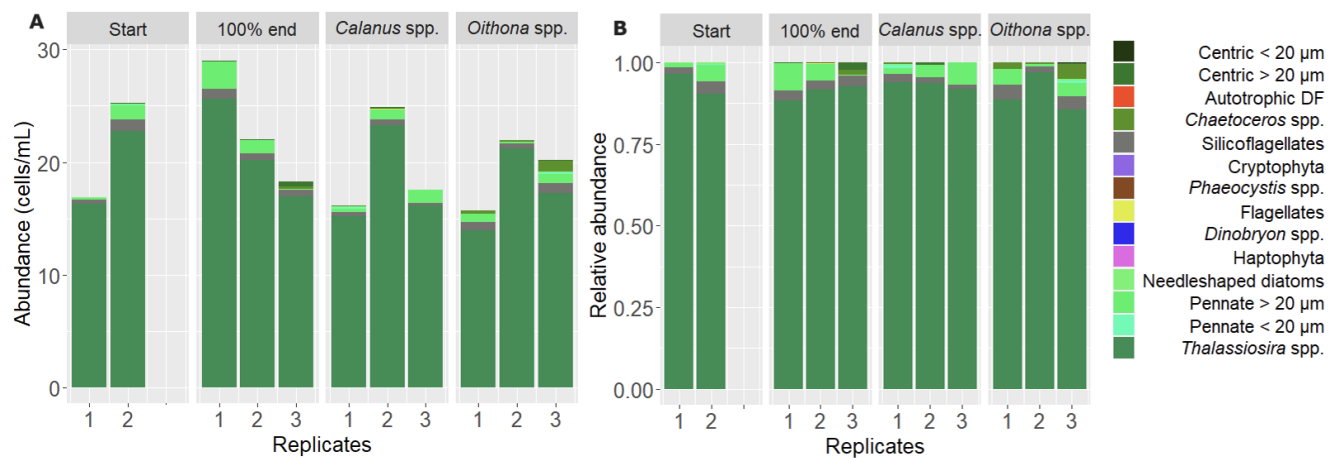 A
Start
100% end
Calanus spp.
Oithona spp.
Abundance (cells/mL)
30
20
10
0
1 2
1 2 3
1 2 3
1 2 3
Replicates
B
Start
100% end
Calanus spp.
Oithona spp.
Relative abundance
1.00
0.75
0.50
0.25
0.00
1 2
1 2 3
1 2 3
1 2 3
Replicates
Centric < 20 µm
Centric > 20 µm
Autotrophic DF
Chaetoceros spp.
Silicoflagellates
Cryptophyta
Phaeocystis spp.
Flagellates
Dinobryon spp.
Haptophyta
Needleshaped diatoms
Pennate > 20 µm
Pennate < 20 µm
Thalassiosira spp.